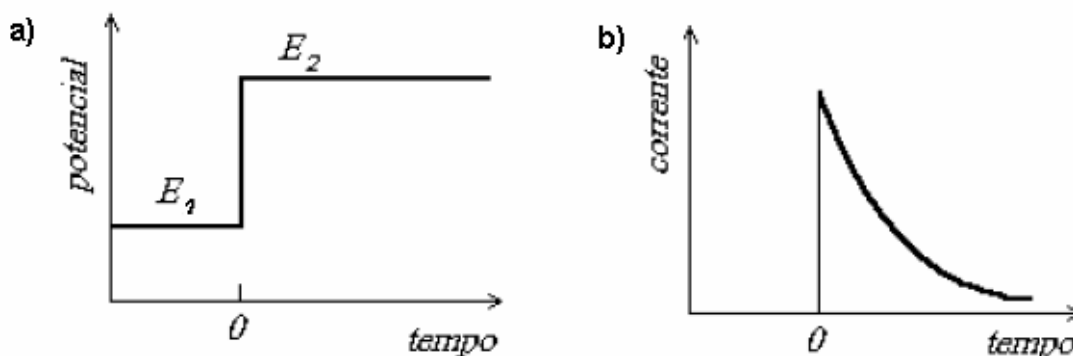 a)
potencial
E₂
E₁
0
tempo
b)
corrente
0
tempo